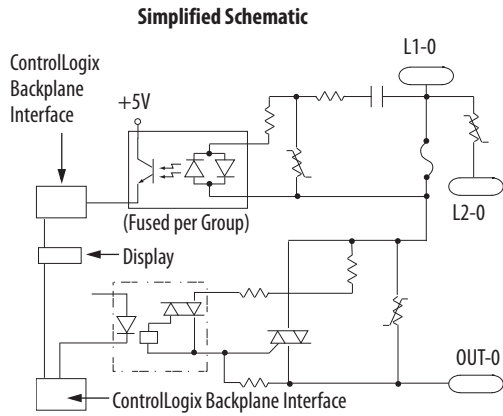 Simplified Schematic
L1-0
ControlLogix
Backplane
Interface
+5V
L2-0
(Fused per Group)
Display
OUT-0
ControlLogix Backplane Interface